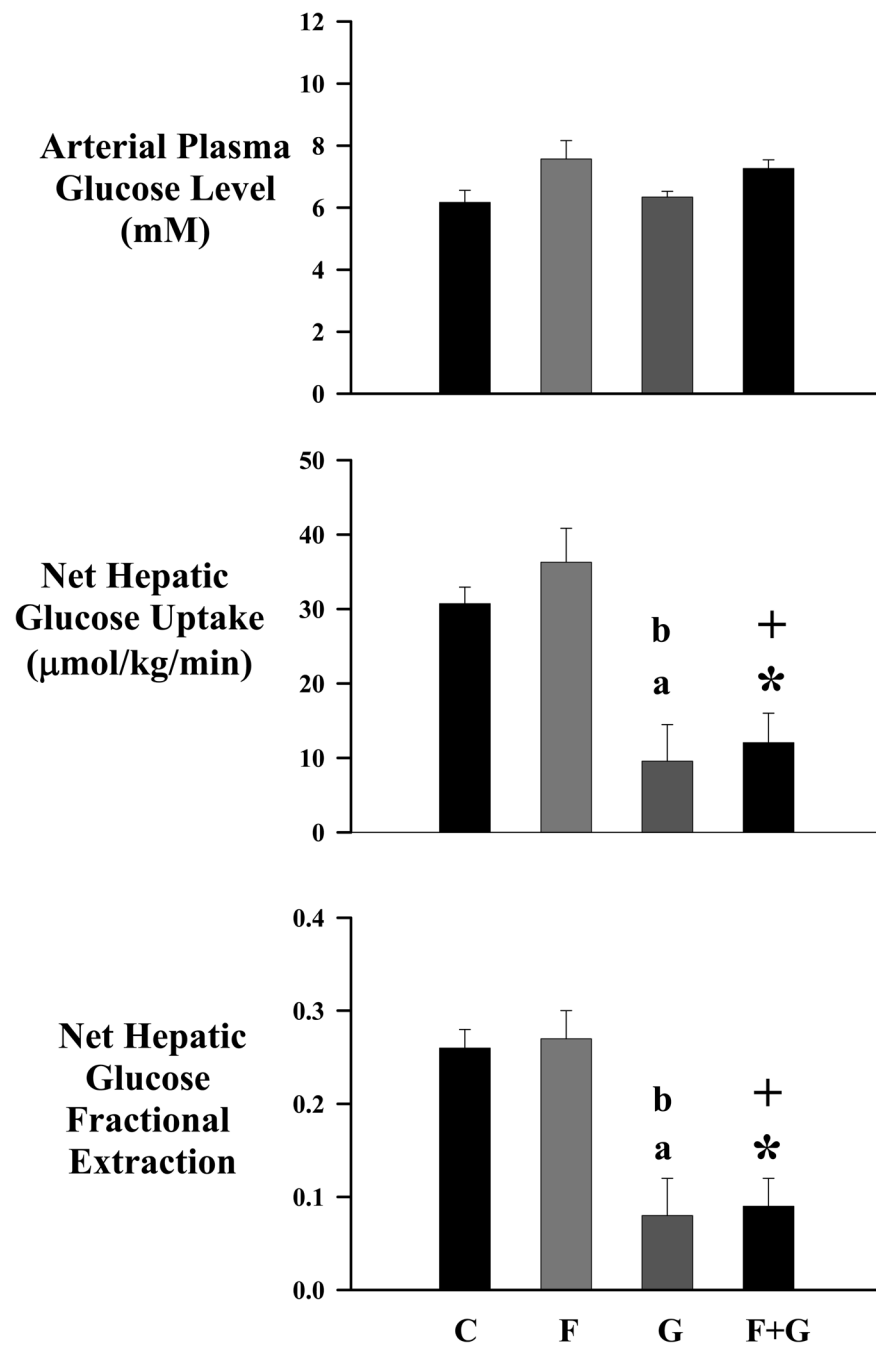 12
10
8
6
4
2
0
Arterial Plasma
Glucose Level
(mM)
50
40
30
20
10
0
Net Hepatic
Glucose Uptake
(μmol/kg/min)
b
a
+
*
0.4
0.3
0.2
0.1
0.0
Net Hepatic
Glucose
Fractional
Extraction
b
a
+
*
C F G F+G